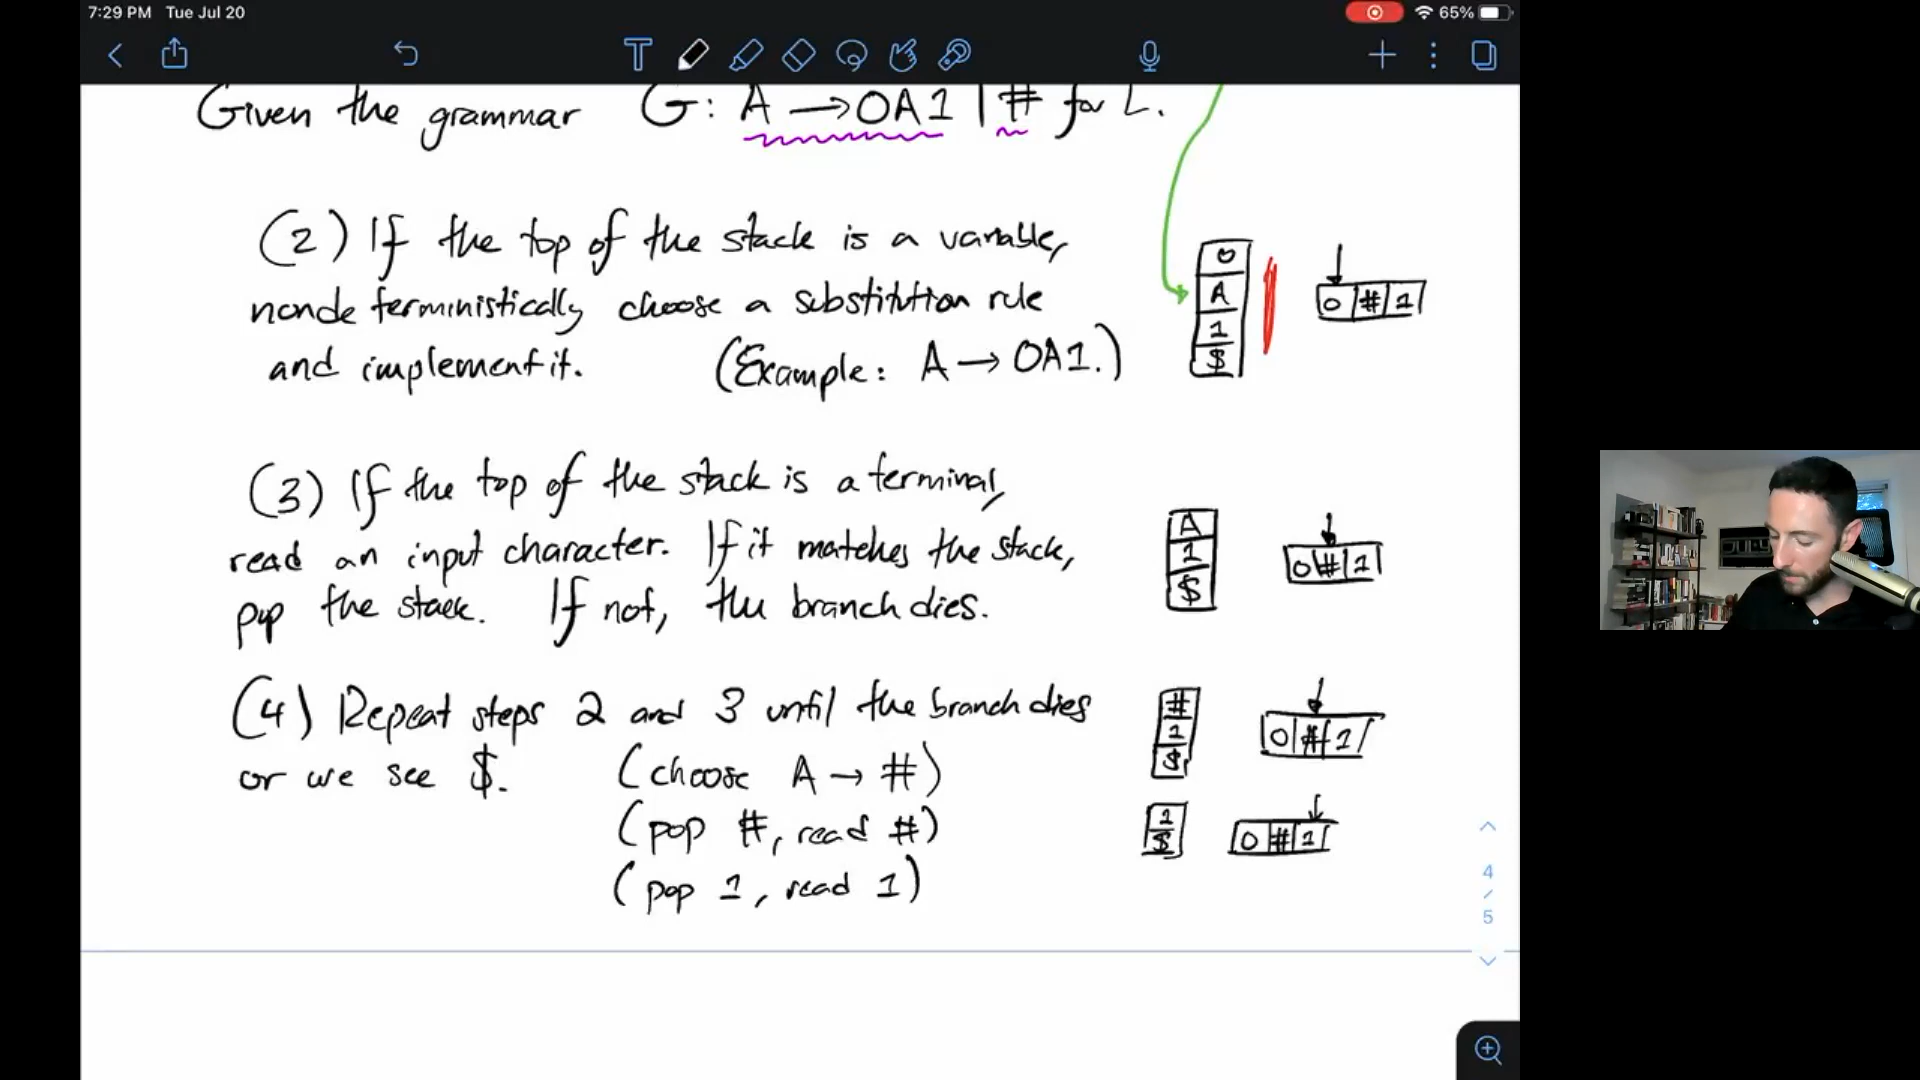 7:29 PM Tue Jul 20
65%
Given the grammar G: A → 0A1 | # for L.
(2) If the top of the stack is a variable,
nondeterministically choose a substitution rule
and implement it. (Example: A → 0A1.)
0
A
1
$
0 # 1
(3) If the top of the stack is a terminal,
read an input character. If it matches the stack,
pop the stack. If not, the branch dies.
A
1
$
0 # 1
(4) Repeat steps 2 and 3 until the branch dies
or we see $. (choose A → #)
(pop #, read #)
(pop 1, read 1)
#
1
$
0 # 1
1
$
0 # 1
4
/
5